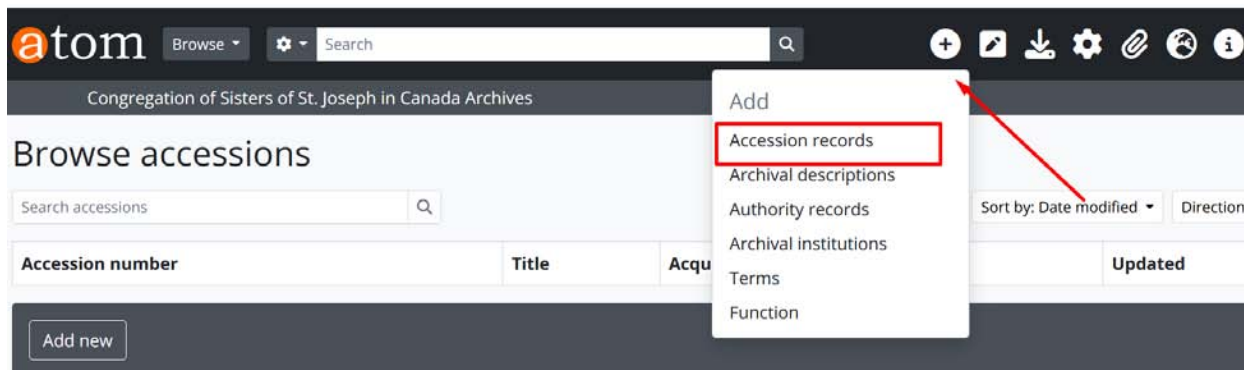 atom Browse Search
Congregation of Sisters of St. Joseph in Canada Archives
Add
Accession records
Archival descriptions
Authority records
Archival institutions
Terms
Function
Browse accessions
Search accessions
Sort by: Date modified Direction
Accession number Title Acqu Updated
Add new